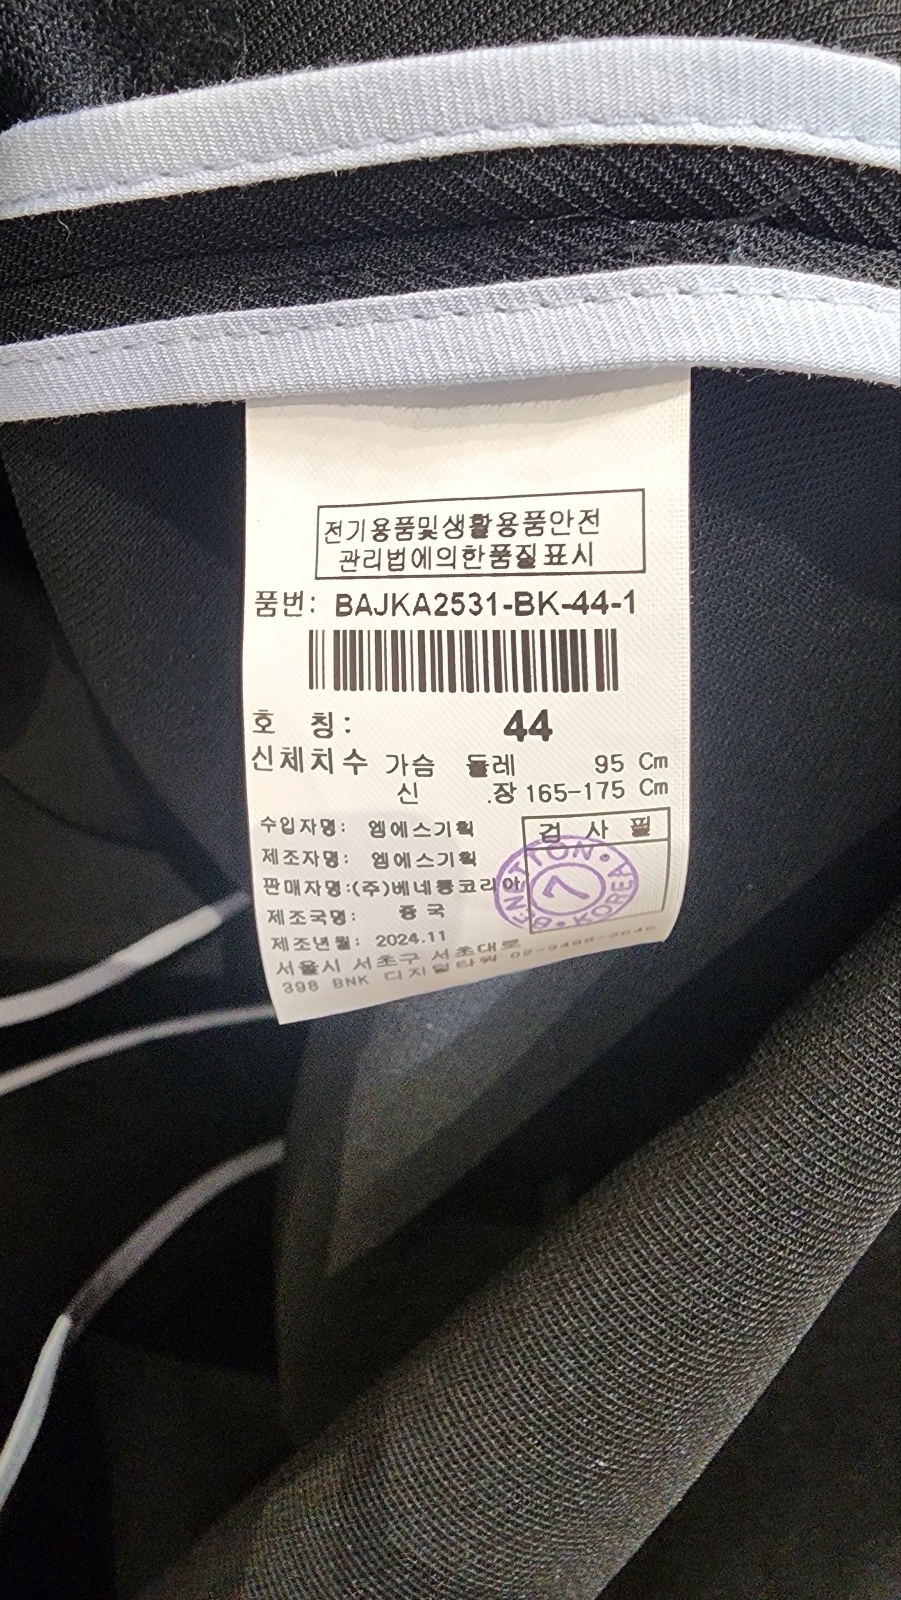 전기용품및생활용품안전
관리법에의한품질표시
품번: BAJKA2531-BK-44-1
호 칭: 44
신체치수 가슴 둘레 95 Cm
신 .장 165-175 Cm
수입자명: 엠에스기획
검 사 필
제조자명: 엠에스기획
판매자명:(주)베네통코리아
BENETTON • KOREA •
7
제조국명: 중국
제조년월: 2024.11
서울시 서초구 서초대로
398 BNK 디지털타워